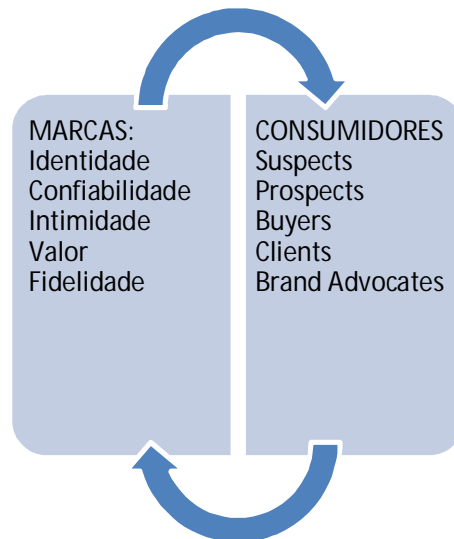 MARCAS:
Identidade
Confiabilidade
Intimidade
Valor
Fidelidade
CONSUMIDORES
Suspects
Prospects
Buyers
Clients
Brand Advocates